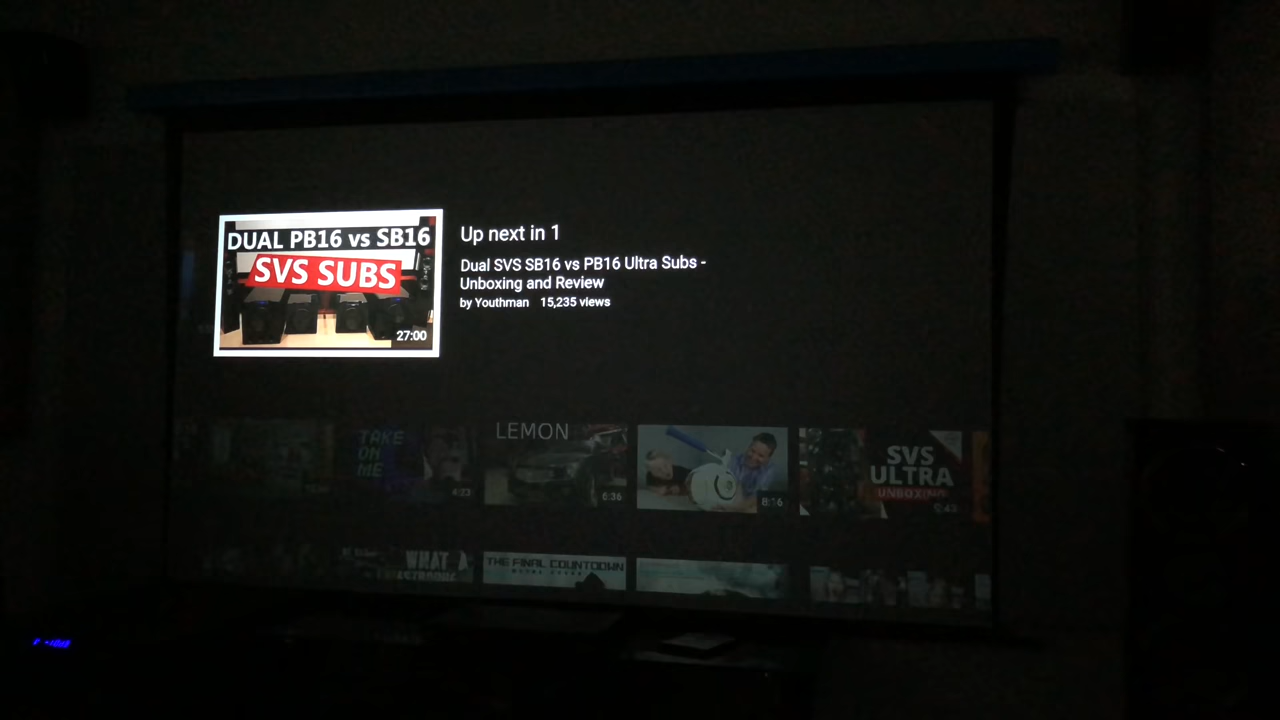 DUAL PB16 vs SB16
SVS SUBS
27:00
Up next in 1
Dual SVS SB16 vs PB16 Ultra Subs -
Unboxing and Review
by Youthman 15,235 views
TAKE
ON
ME
4:23
LEMON
6:36
8:16
SVS
ULTRA
UNBOXING
WHAT A
THE FINAL COUNTDOWN